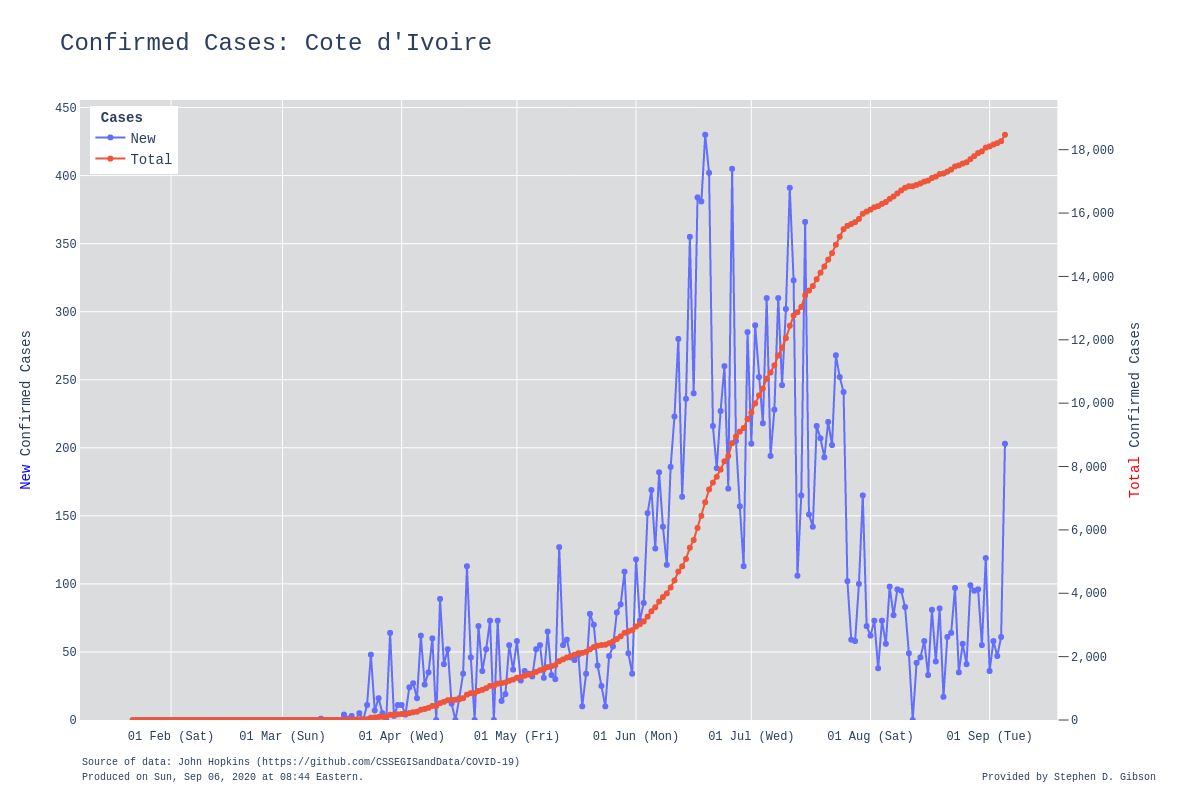 Confirmed Cases: Cote d'Ivoire
Cases
New
Total
450
400
350
300
250
200
150
100
50
0
18,000
16,000
14,000
12,000
10,000
8,000
6,000
4,000
2,000
0
New Confirmed Cases
Total Confirmed Cases
01 Feb (Sat)
01 Mar (Sun)
01 Apr (Wed)
01 May (Fri)
01 Jun (Mon)
01 Jul (Wed)
01 Aug (Sat)
01 Sep (Tue)
Source of data: John Hopkins (https://github.com/CSSEGISandData/COVID-19)
Produced on Sun, Sep 06, 2020 at 08:44 Eastern.
Provided by Stephen D. Gibson